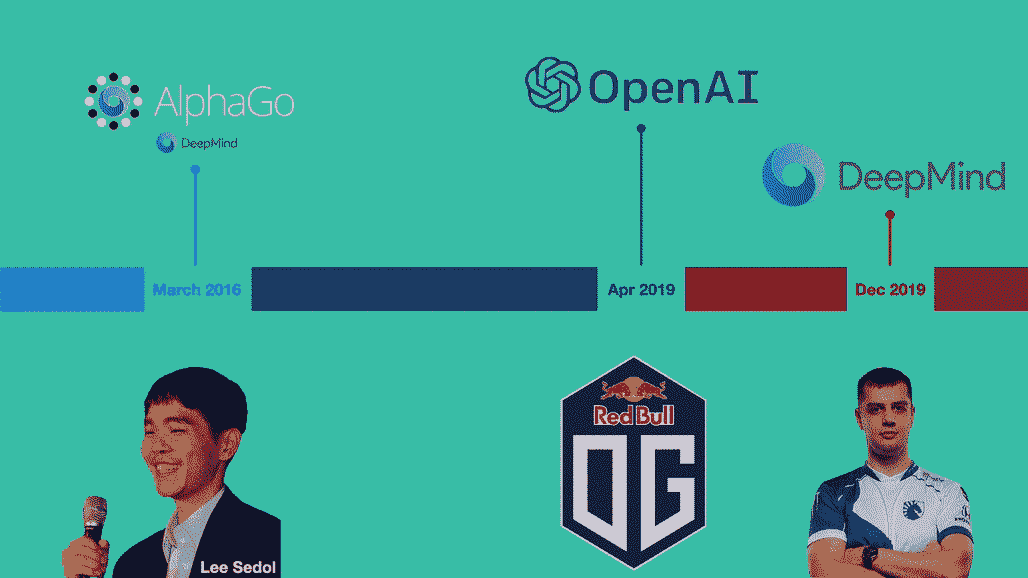 AlphaGo
DeepMind
OpenAI
DeepMind
March 2016
Apr 2019
Dec 2019
Red Bull
OG
Lee Sedol